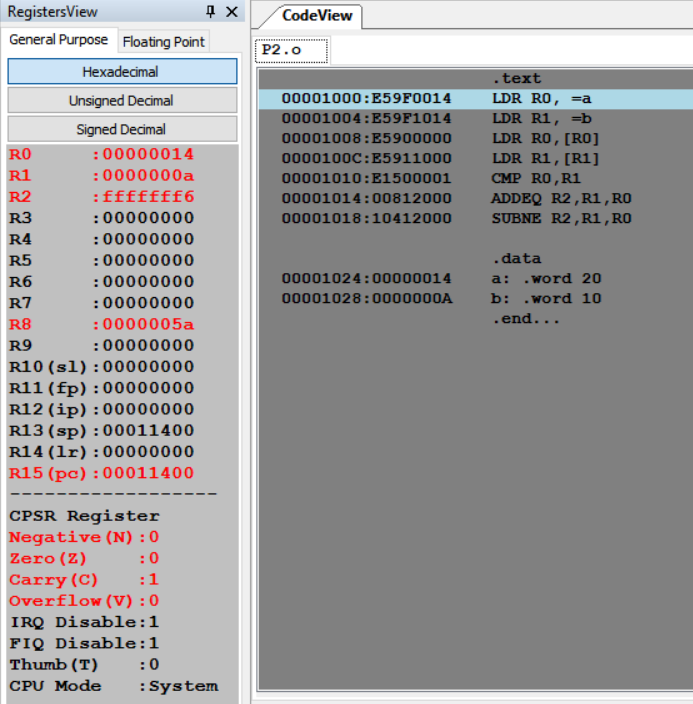 RegistersView
General Purpose Floating Point
Hexadecimal
Unsigned Decimal
Signed Decimal
R0 :00000014
R1 :0000000a
R2 :fffffff6
R3 :00000000
R4 :00000000
R5 :00000000
R6 :00000000
R7 :00000000
R8 :0000005a
R9 :00000000
R10(sl):00000000
R11(fp):00000000
R12(ip):00000000
R13(sp):00011400
R14(lr):00000000
R15(pc):00011400
-------------------
CPSR Register
Negative(N):0
Zero(Z) :0
Carry(C) :1
Overflow(V):0
IRQ Disable:1
FIQ Disable:1
Thumb(T) :0
CPU Mode :System
CodeView
P2.o
.text
00001000:E59F0014 LDR R0, =a
00001004:E59F1014 LDR R1, =b
00001008:E5900000 LDR R0,[R0]
0000100C:E5911000 LDR R1,[R1]
00001010:E1500001 CMP R0,R1
00001014:00812000 ADDEQ R2,R1,R0
00001018:10412000 SUBNE R2,R1,R0
.data
00001024:00000014 a: .word 20
00001028:0000000A b: .word 10
.end...